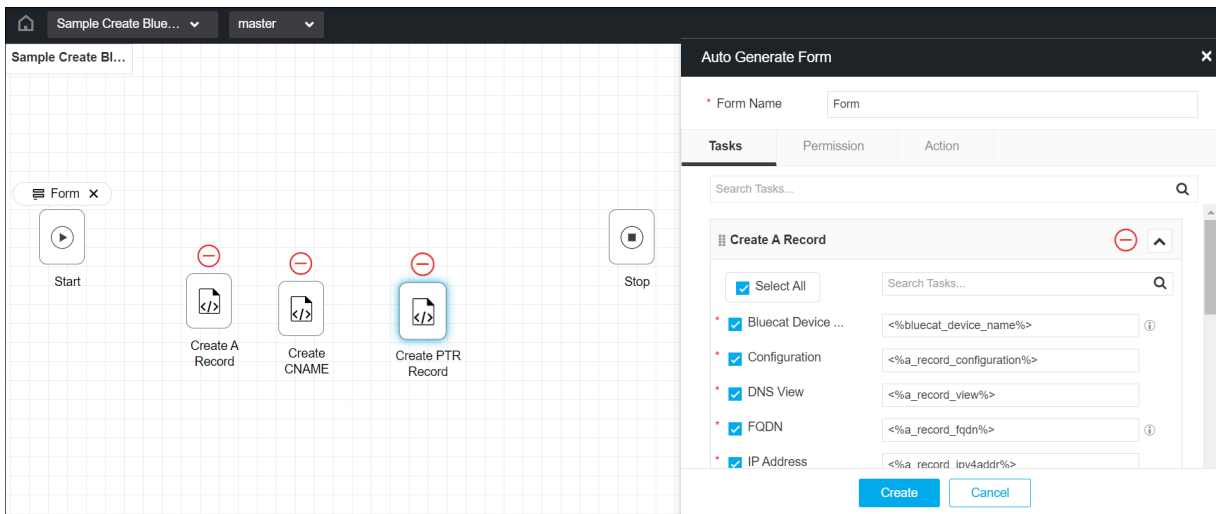 Sample Create Blue… master
Sample Create Bl…
Form
Start
Create A
Record
Create
CNAME
Create PTR
Record
Stop
Auto Generate Form
* Form Name Form
Tasks Permission Action
Search Tasks...
Create A Record
Select All Search Tasks...
* Bluecat Device ... <%bluecat_device_name%>
* Configuration <%a_record_configuration%>
* DNS View <%a_record_view%>
* FQDN <%a_record_fqdn%>
* IP Address <%a_record_ipv4addr%>
Create Cancel